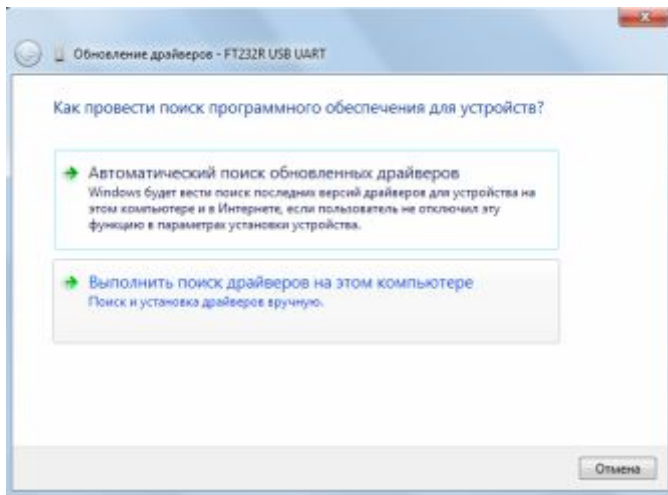 Обновление драйверов - FT232R USB UART
Как провести поиск программного обеспечения для устройств?
Автоматический поиск обновленных драйверов
Windows будет вести поиск последних версий драйверов для устройства на
этом компьютере и в Интернете, если пользователь не отключил эту
функцию в параметрах установки устройства.
Выполнить поиск драйверов на этом компьютере
Поиск и установка драйверов вручную.
Отмена